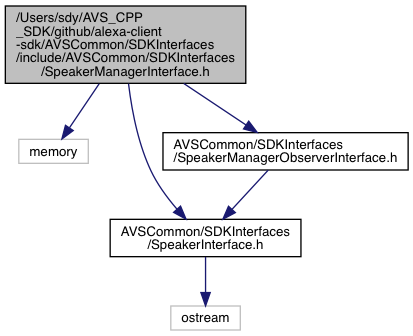 /Users/sdy/AVS_CPP
_SDK/github/alexa-client
-sdk/AVSCommon/SDKInterfaces
/include/AVSCommon/SDKInterfaces
/SpeakerManagerInterface.h
memory
AVSCommon/SDKInterfaces
/SpeakerManagerObserverInterface.h
AVSCommon/SDKInterfaces
/SpeakerInterface.h
ostream